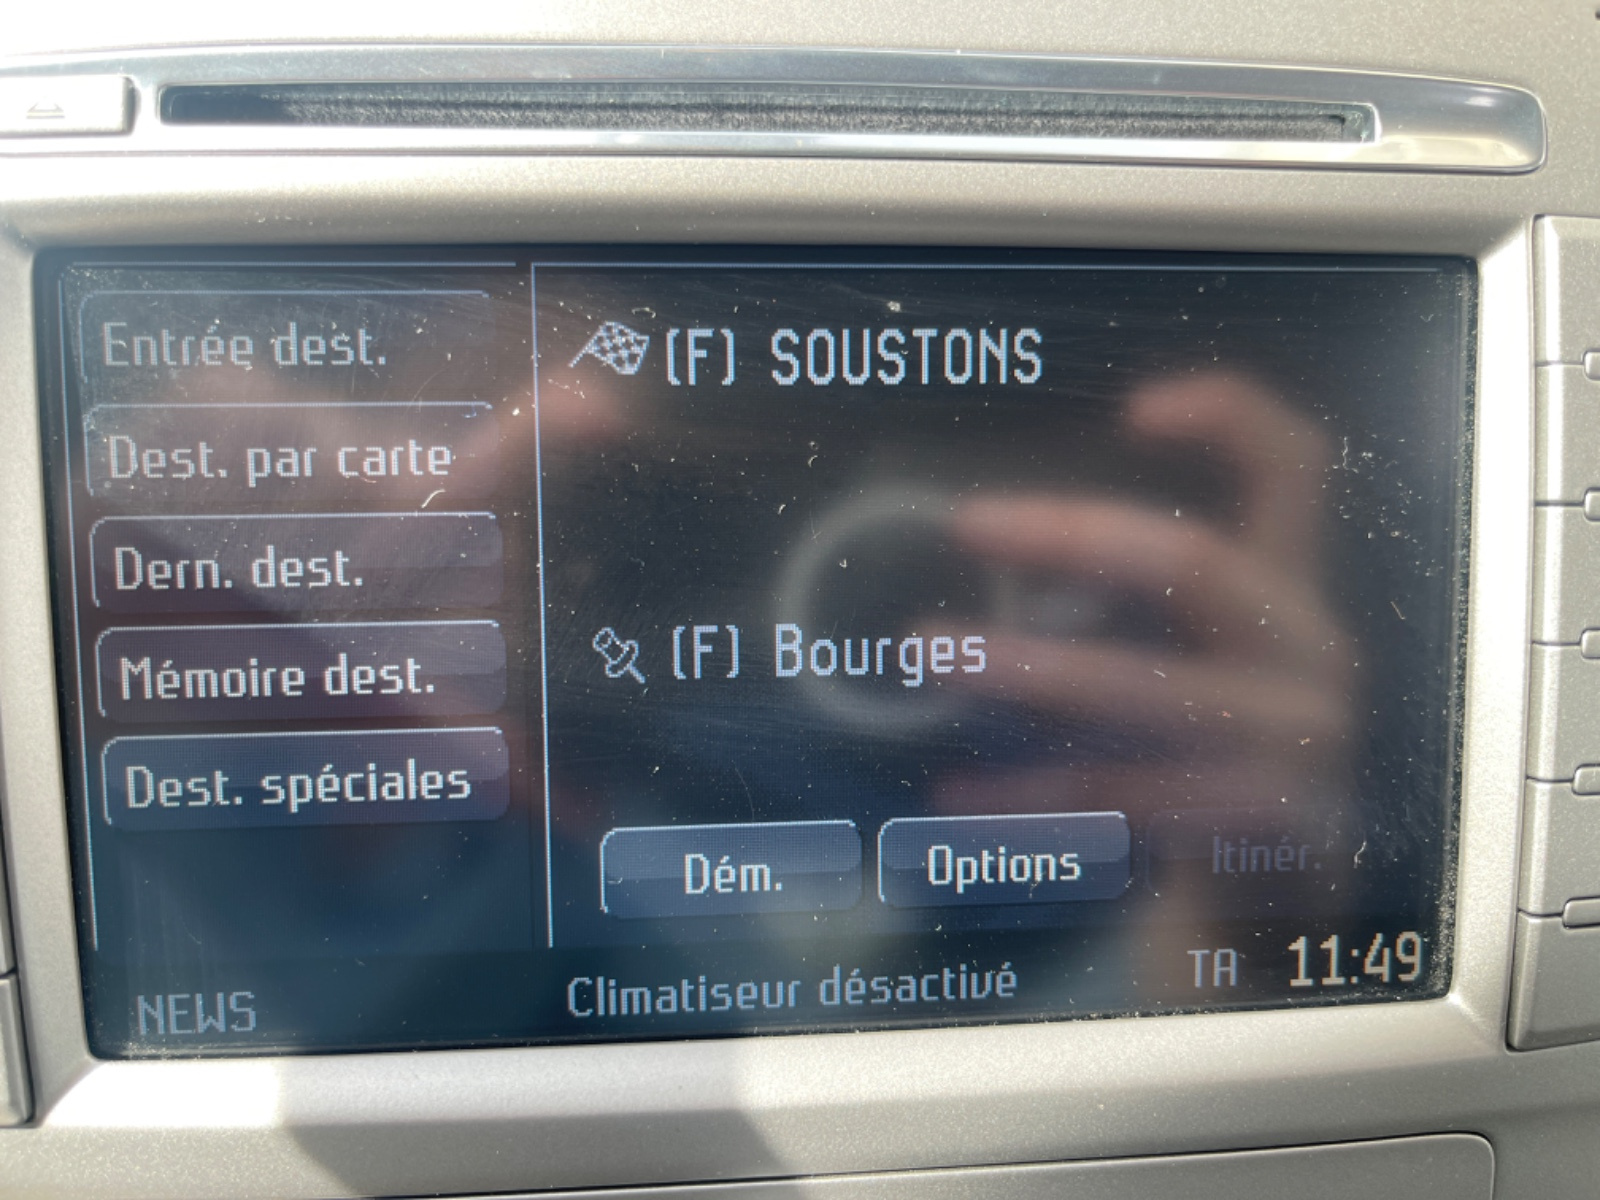 Entrée dest.
Dest. par carte
Dern. dest.
Mémoire dest.
Dest. spéciales
(F) SOUSTONS
(F) Bourges
Dém.
Options
Itinér.
NEWS
Climatiseur désactivé
TA 11:49